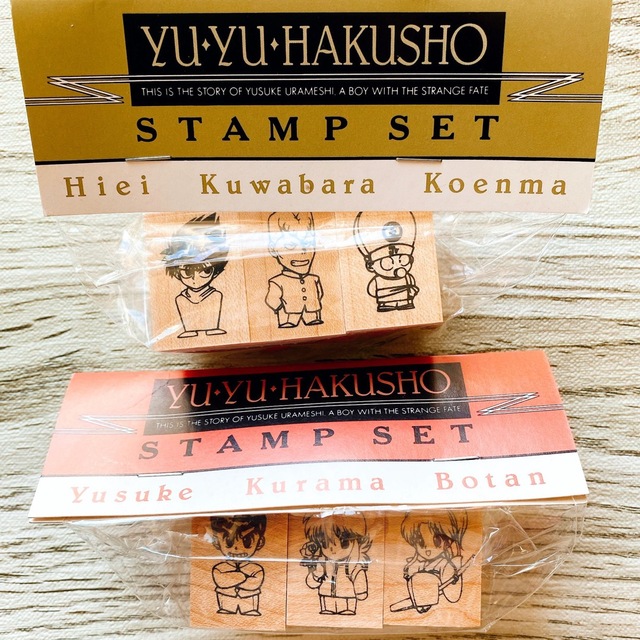 YU•YU•HAKUSHO
THIS IS THE STORY OF YUSUKE URAMESHI. A BOY WITH THE STRANGE FATE
STAMP SET
Hiei Kuwabara Koenma
YU•YU•HAKUSHO
THIS IS THE STORY OF YUSUKE URAMESHI. A BOY WITH THE STRANGE FATE.
STAMP SET
Yusuke Kurama Botan